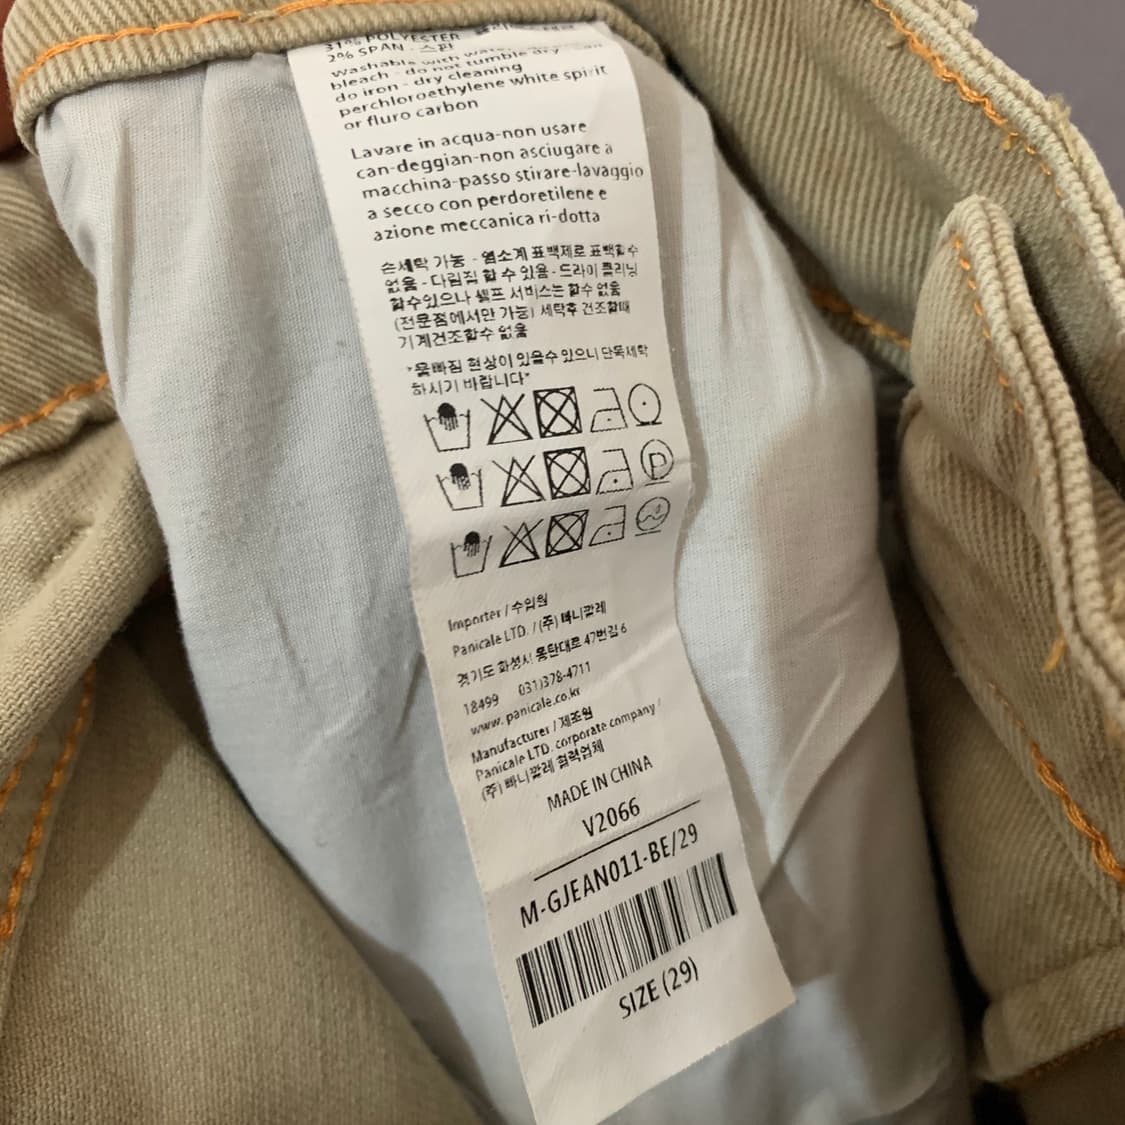 31% POLYESTER
2% SPAN - 스판
Washable with
bleach - do not tumble dry -
do iron - dry cleaning
perchloroethylene white spirit
or fluro carbon
Lavare in acqua-non usare
can-deggian-non asciugare a
macchina-passo stirare-lavaggio
a secco con perdoretilene e
azione meccanica ri-dotta
손세탁 가능 - 염소계 표백제로 표백할수
없음 - 다림질 할 수 있음 - 드라이 클리닝
할수있으나 셀프 서비스는 할수 없음
(전문점에서만 가능) 세탁후 건조할때
기계건조할수 없음
*물빠짐 현상이 있을수 있으니 단독세탁
하시기 바랍니다*
P
Importer / 수입원
Panicale LTD. / (주) 빠니깔레
경기도 화성시 동탄대로 47번길 6
18499 031)378-4711
www.panicale.co.kr
Manufacturer / 제조원
Panicale LTD. corporate company /
(주) 빠니깔레 협력업체
MADE IN CHINA
V2066
M-GJEAN011-BE/29
SIZE (29)